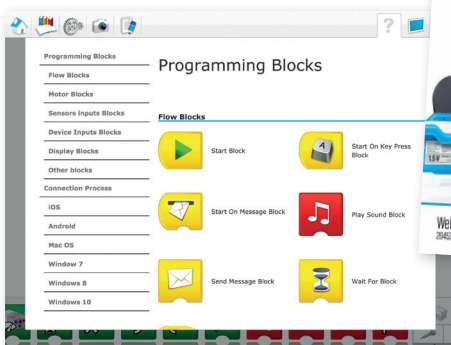 ?
Programming Blocks
Flow Blocks
Motor Blocks
Sensors inputs Blocks
Device Inputs Blocks
Display Blocks
Other blocks
Connection Process
iOS
Android
Mac OS
Window 7
Windows 8
Windows 10
Programming Blocks
Flow Blocks
Start Block
A
Start On Key Press
Block
Start On Message Block
Play Sound Block
Send Message Block
Wait For Block